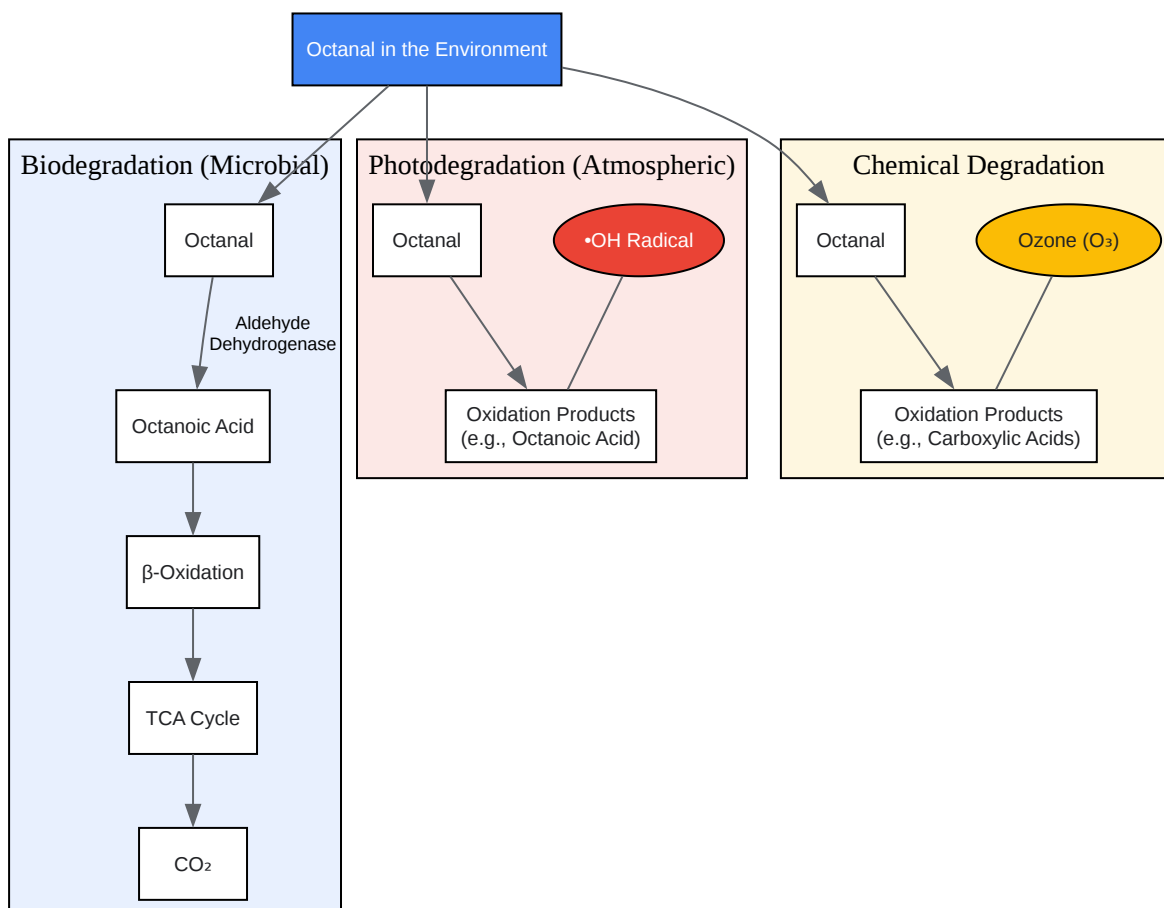 Octanal in the Environment
Biodegradation (Microbial)
Octanal
Aldehyde
Dehydrogenase
Octanoic Acid
β-Oxidation
TCA Cycle
CO₂
Photodegradation (Atmospheric)
Octanal
•OH Radical
Oxidation Products
(e.g., Octanoic Acid)
Chemical Degradation
Octanal
Ozone (O₃)
Oxidation Products
(e.g., Carboxylic Acids)